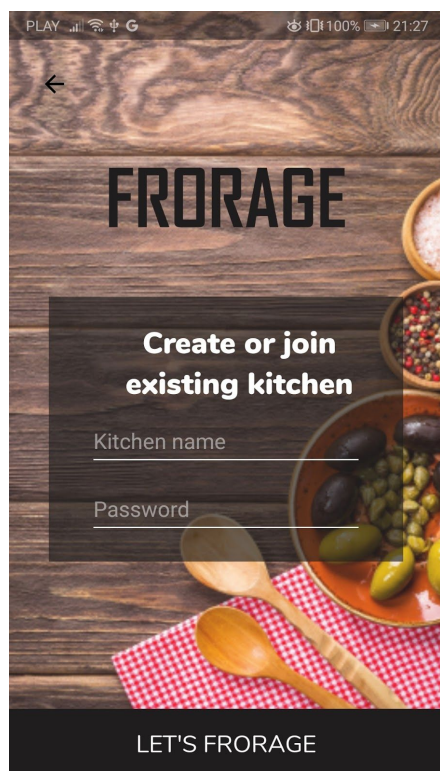 PLAY G 100% 21:27
FRORAGE
Create or join
existing kitchen
Kitchen name
Password
LET'S FRORAGE